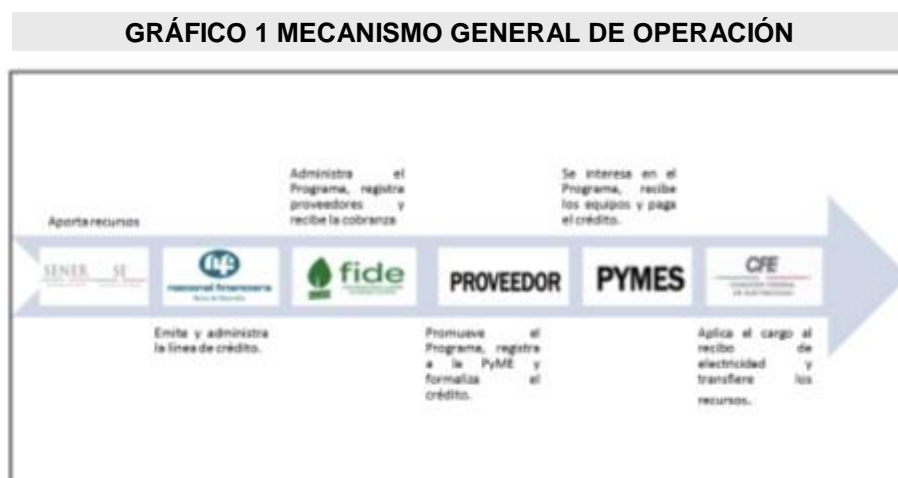 GRÁFICO 1 MECANISMO GENERAL DE OPERACIÓN
Aporta recursos
SENER SE
Emite y administra
la línea de crédito.
nacional financiera
Banca de Desarrollo
Administra el
Programa, registra
proveedores y
recibe la cobranza
fide
Promueve el
Programa, registra
a la PyME y
formaliza el
crédito.
PROVEEDOR
Se interesa en el
Programa, recibe
los equipos y paga
el crédito.
PYMES
CFE
Aplica el cargo al
recibo de
electricidad y
transfiere los
recursos.